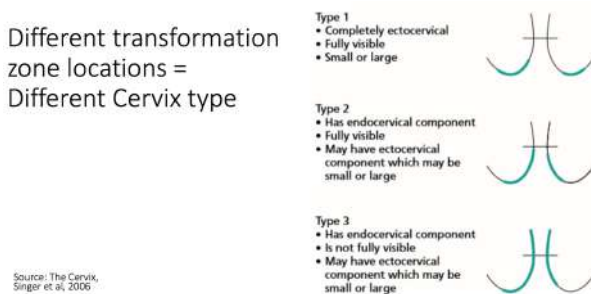 Different transformation
zone locations =
Different Cervix type
Source: The Cervix,
Singer et al, 2006
Type 1
• Completely ectocervical
• Fully visible
• Small or large
Type 2
• Has endocervical component
• Fully visible
• May have ectocervical
component which may be
small or large
Type 3
• Has endocervical component
• Is not fully visible
• May have ectocervical
component which may be
small or large